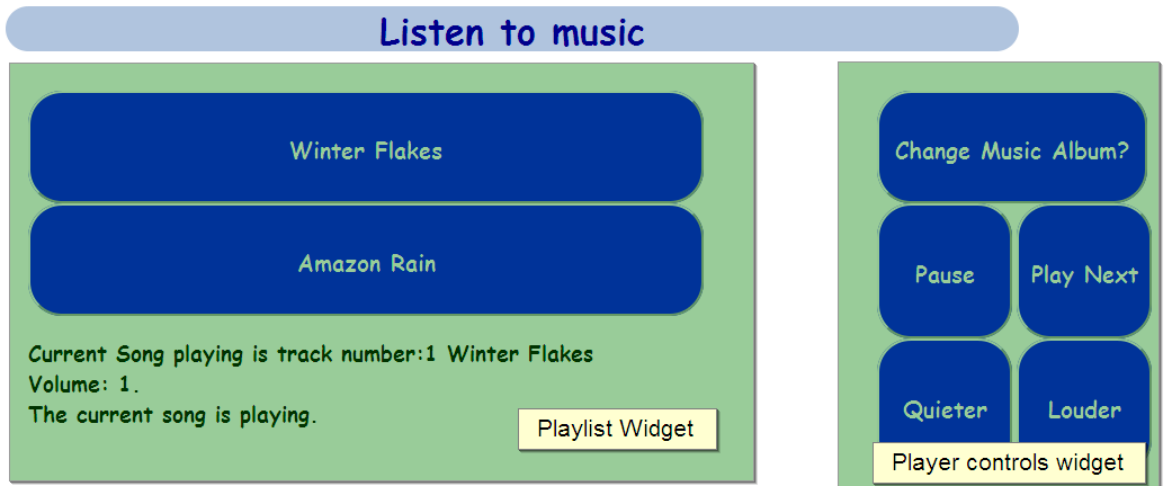 Listen to music
Winter Flakes
Amazon Rain
Current Song playing is track number:1 Winter Flakes
Volume: 1.
The current song is playing.
Playlist Widget
Change Music Album?
Pause
Play Next
Quieter
Louder
Player controls widget